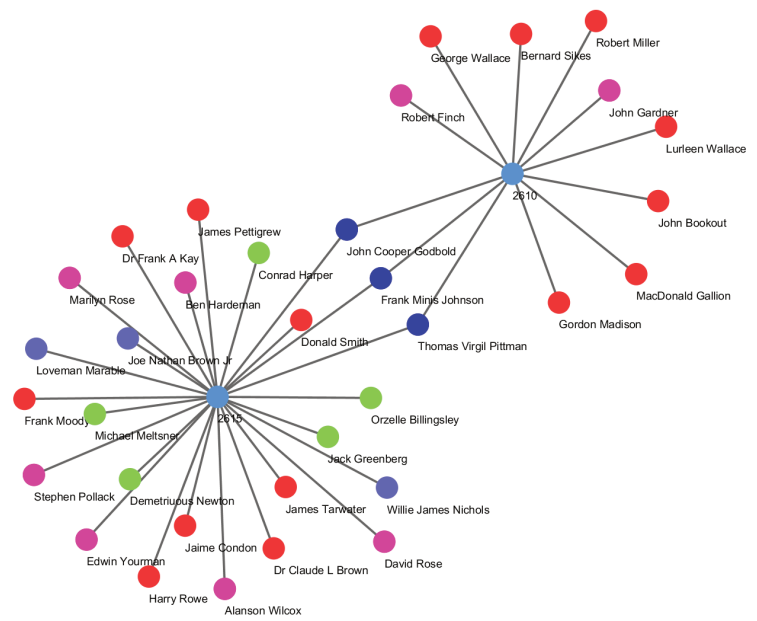 Robert Miller
Bernard Sikes
George Wallace
John Gardner
Robert Finch
Lurleen Wallace
2610
John Bookout
James Pettigrew
John Cooper Godbold
Dr Frank A Kay
Conrad Harper
MacDonald Gallion
Marilyn Rose
Ben Hardeman
Frank Minis Johnson
Gordon Madison
Donald Smith
Thomas Virgil Pittman
Joe Nathan Brown Jr
Loveman Marable
2615
Orzelle Billingsley
Frank Moody
Michael Meltsner
Jack Greenberg
Stephen Pollack
Demetriuous Newton
James Tarwater
Willie James Nichols
Jaime Condon
Edwin Yourman
David Rose
Dr Claude L Brown
Harry Rowe
Alanson Wilcox